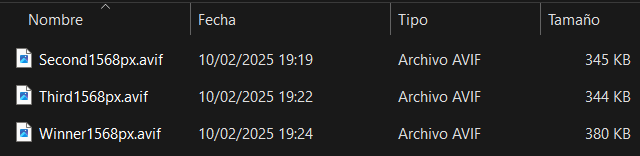 Nombre Fecha Tipo Tamaño
Second1568px.avif 10/02/2025 19:19 Archivo AVIF 345 KB
Third1568px.avif 10/02/2025 19:22 Archivo AVIF 344 KB
Winner1568px.avif 10/02/2025 19:24 Archivo AVIF 380 KB